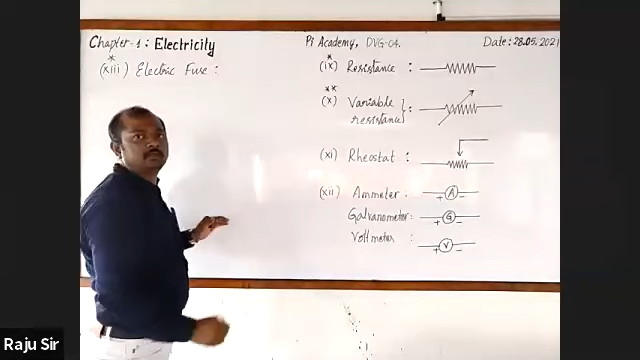 Chapter-1 : Electricity
Pi Academy, DVG-04.
Date: 28.05.2021
*
(xiii) Electric Fuse :
*
(ix) Resistance :
**
(x) Variable resistance} :
(xi) Rheostat :
(xii) Ammeter :
+ A -
Galvanometer :
+ G -
Voltmeter :
+ V -
Raju Sir